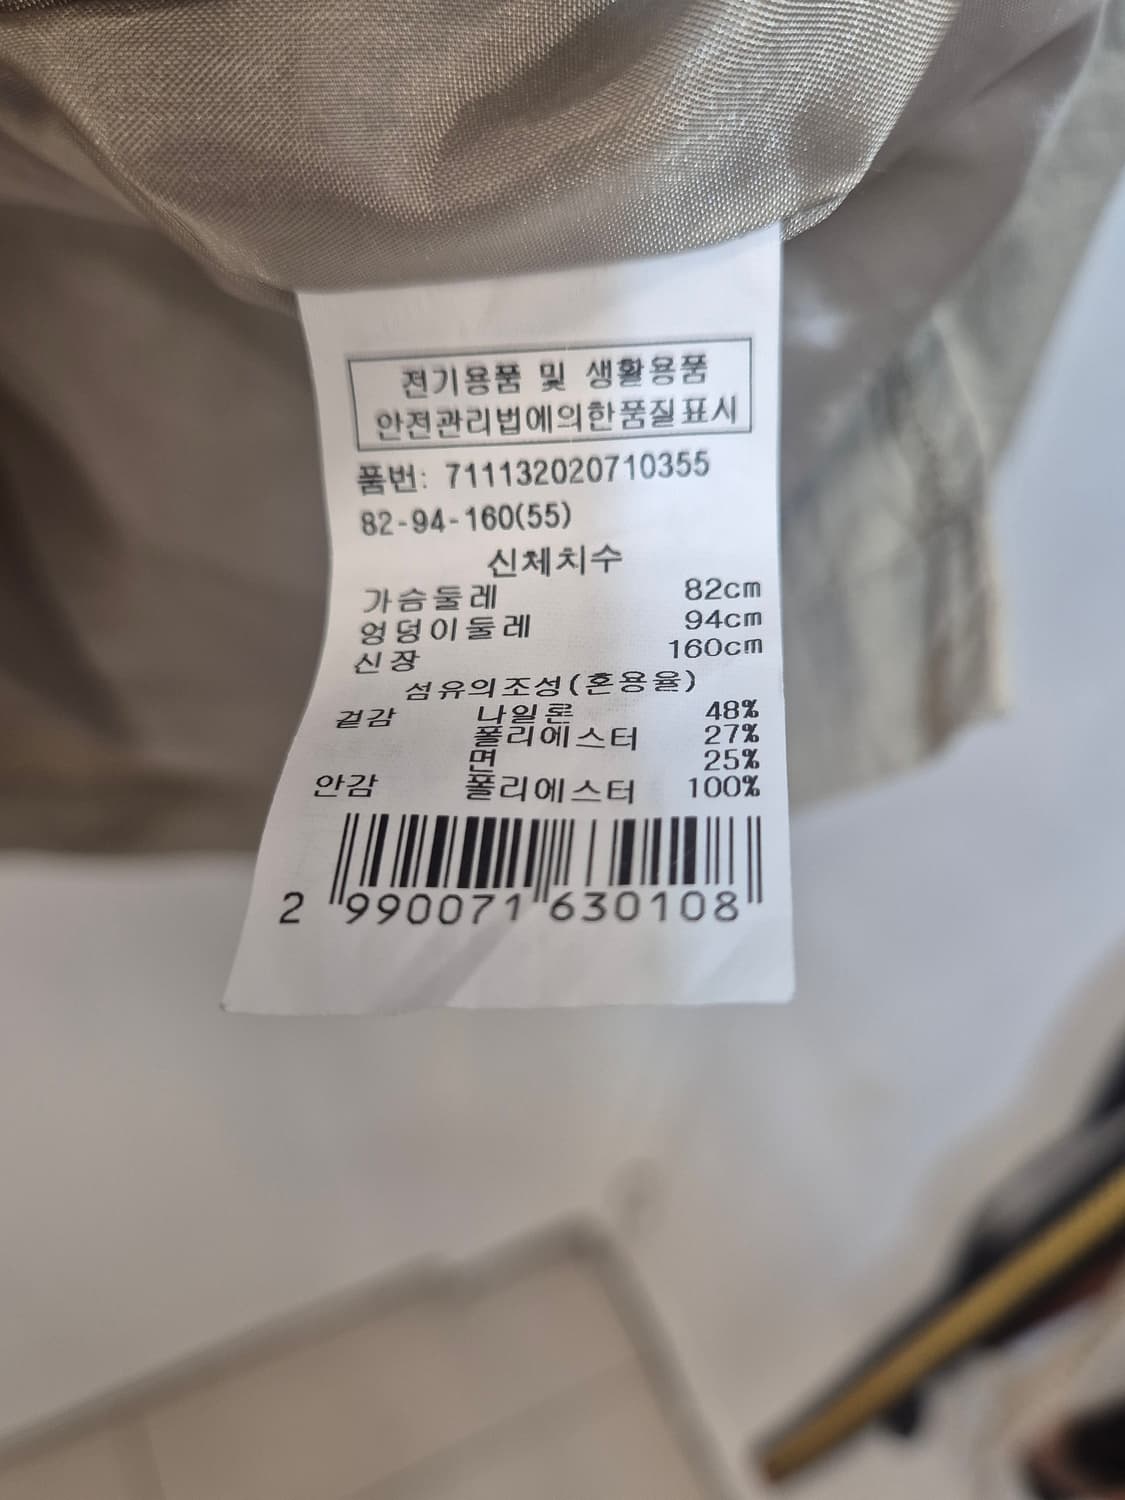 전기용품 및 생활용품
안전관리법에의한품질표시
품번: 711132020710355
82-94-160(55)
신체치수
가슴둘레 82cm
엉덩이둘레 94cm
신장 160cm
섬유의조성(혼용율)
겉감 나일론 48%
폴리에스터 27%
면 25%
안감 폴리에스터 100%
2 990071 630108